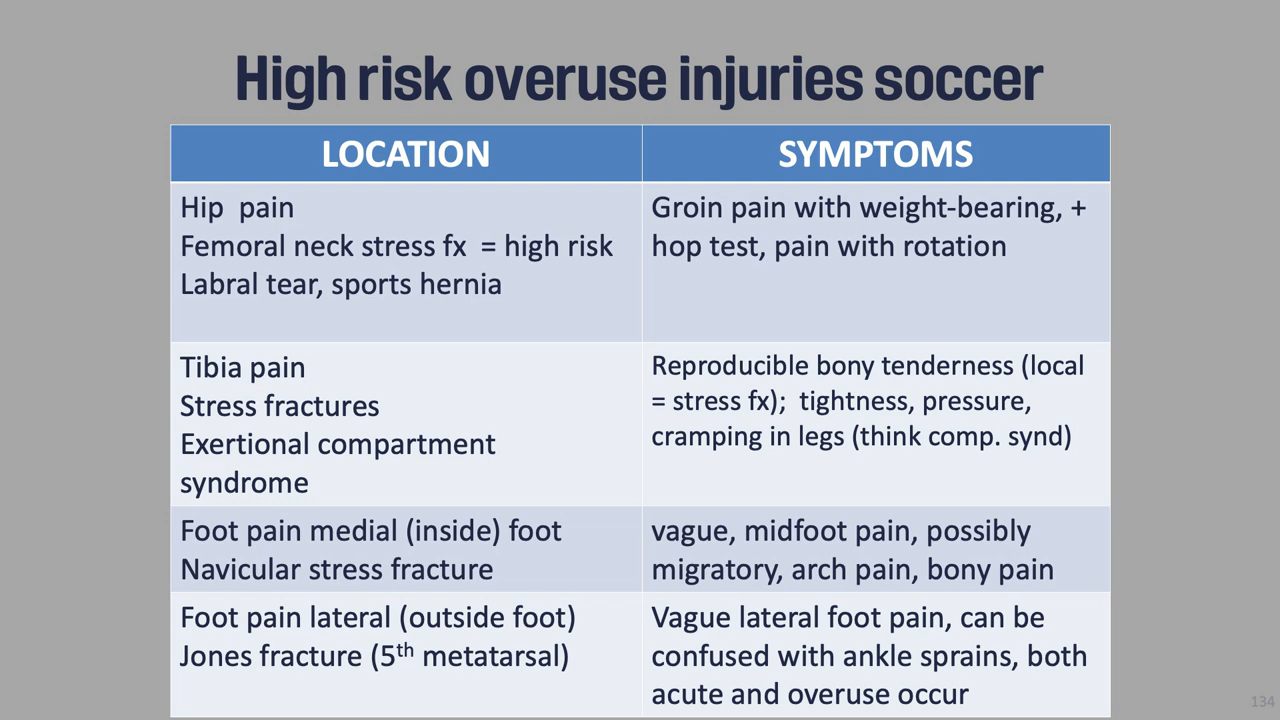 High risk overuse injuries soccer
LOCATION
SYMPTOMS
Hip pain
Femoral neck stress fx = high risk
Labral tear, sports hernia
Groin pain with weight-bearing, +
hop test, pain with rotation
Tibia pain
Stress fractures
Exertional compartment
syndrome
Reproducible bony tenderness (local
= stress fx); tightness, pressure,
cramping in legs (think comp. synd)
Foot pain medial (inside) foot
Navicular stress fracture
vague, midfoot pain, possibly
migratory, arch pain, bony pain
Foot pain lateral (outside foot)
Jones fracture (5th metatarsal)
Vague lateral foot pain, can be
confused with ankle sprains, both
acute and overuse occur
134